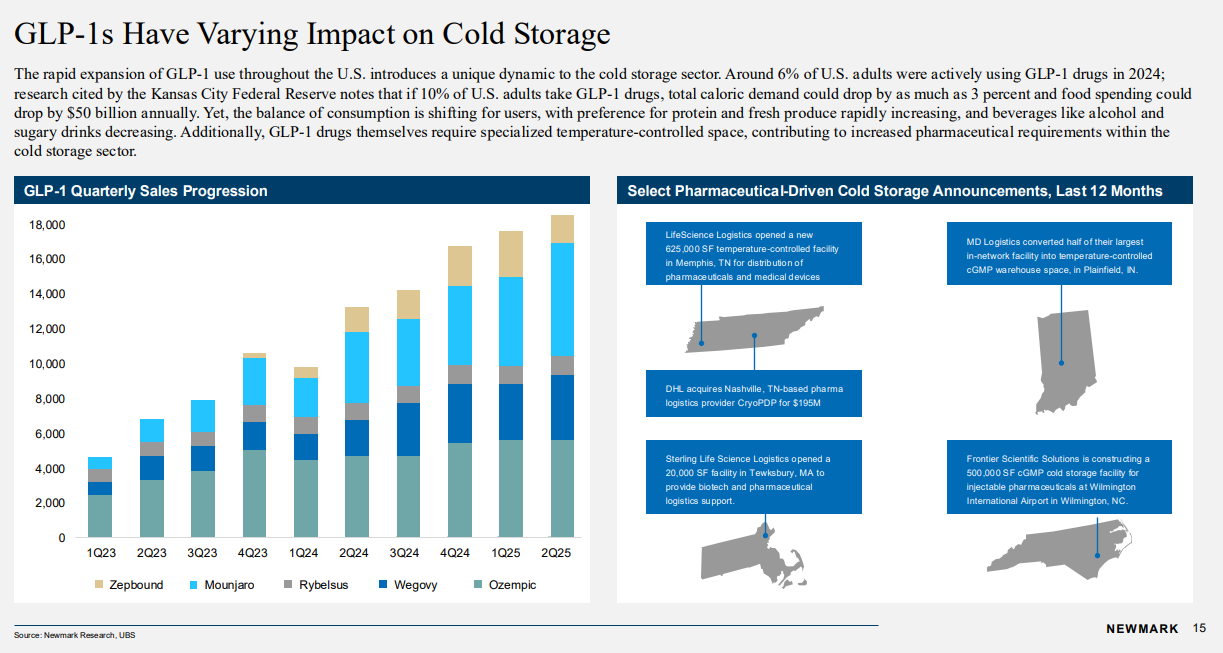 GLP-1s Have Varying Impact on Cold Storage
The rapid expansion of GLP-1 use throughout the U.S. introduces a unique dynamic to the cold storage sector. Around 6% of U.S. adults were actively using GLP-1 drugs in 2024;
research cited by the Kansas City Federal Reserve notes that if 10% of U.S. adults take GLP-1 drugs, total caloric demand could drop by as much as 3 percent and food spending could
drop by $50 billion annually. Yet, the balance of consumption is shifting for users, with preference for protein and fresh produce rapidly increasing, and beverages like alcohol and
sugary drinks decreasing. Additionally, GLP-1 drugs themselves require specialized temperature-controlled space, contributing to increased pharmaceutical requirements within the
cold storage sector.
GLP-1 Quarterly Sales Progression
18,000
16,000
14,000
12,000
10,000
8,000
6,000
4,000
2,000
0
1Q23 2Q23 3Q23 4Q23 1Q24 2Q24 3Q24 4Q24 1Q25 2Q25
Zepbound Mounjaro Rybelsus Wegovy Ozempic
Select Pharmaceutical-Driven Cold Storage Announcements, Last 12 Months
LifeScience Logistics opened a new
625,000 SF temperature-controlled facility
in Memphis, TN for distribution of
pharmaceuticals and medical devices
MD Logistics converted half of their largest
in-network facility into temperature-controlled
cGMP warehouse space, in Plainfield, IN.
DHL acquires Nashville, TN-based pharma
logistics provider CryoPDP for $195M
Sterling Life Science Logistics opened a
20,000 SF facility in Tewksbury, MA to
provide biotech and pharmaceutical
logistics support.
Frontier Scientific Solutions is constructing a
500,000 SF cGMP cold storage facility for
injectable pharmaceuticals at Wilmington
International Airport in Wilmington, NC.
Source: Newmark Research, UBS
NEWMARK 15